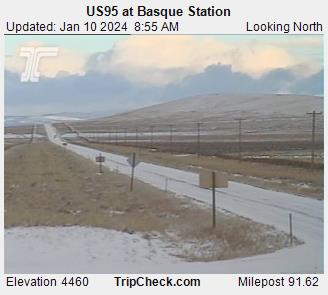 US95 at Basque Station
Updated: Jan 10 2024 8:55 AM Looking North
Elevation 4460 TripCheck.com Milepost 91.62